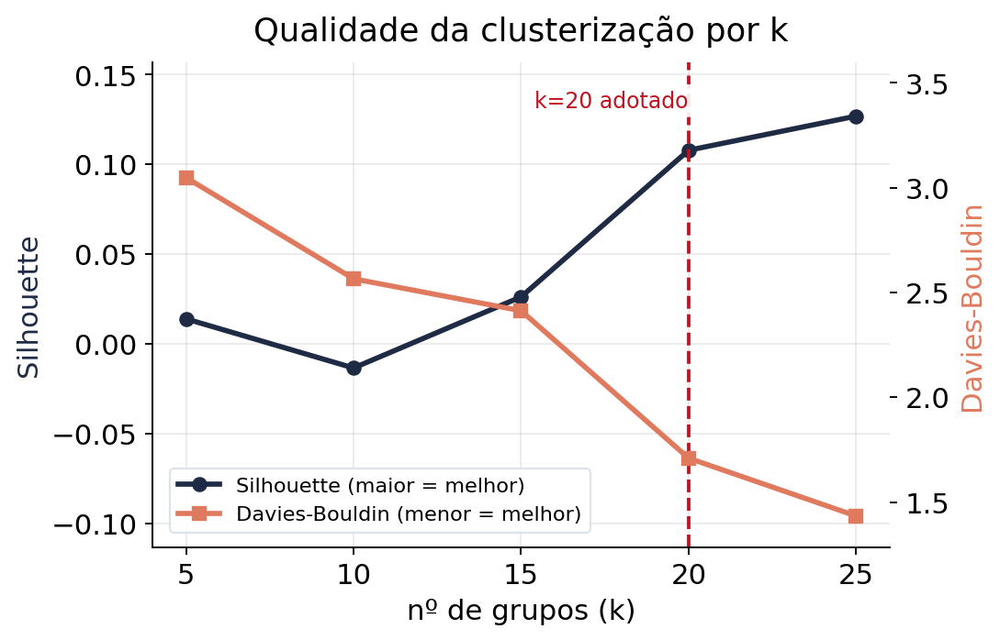 Qualidade da clusterização por k
k=20 adotado
0.15
0.10
0.05
0.00
−0.05
−0.10
Silhouette
3.5
3.0
2.5
2.0
1.5
Davies-Bouldin
Silhouette (maior = melhor)
Davies-Bouldin (menor = melhor)
5 10 15 20 25
nº de grupos (k)